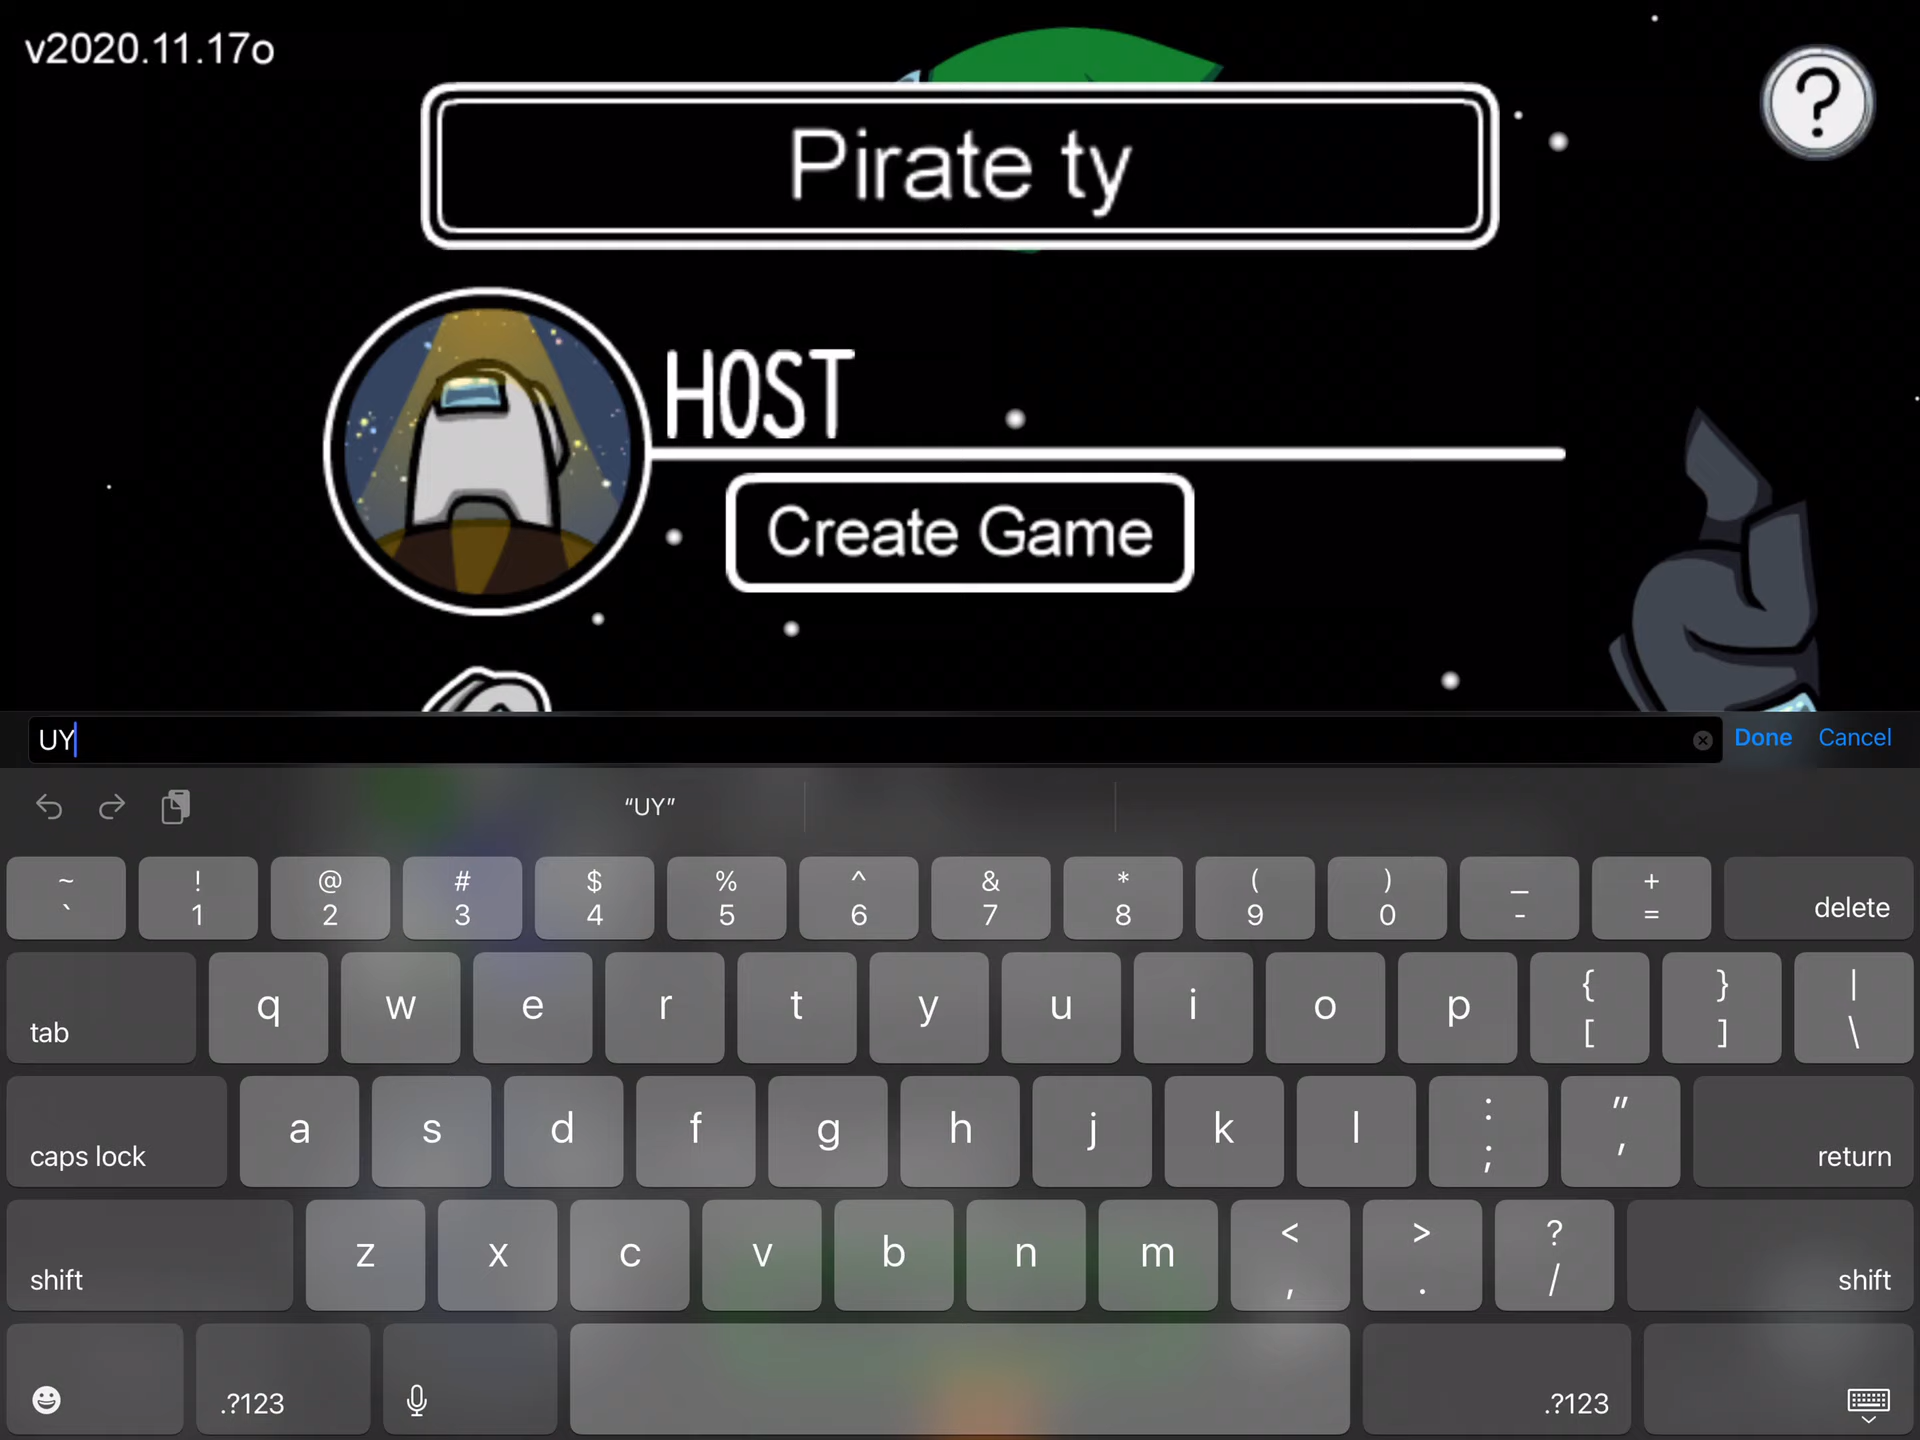 v2020.11.17o
?
Pirate ty
HOST
Create Game
UY
Done Cancel
“UY”
~ ! @ # $ % ^ & * ( ) _ +
` 1 2 3 4 5 6 7 8 9 0 - = delete
{ } |
tab q w e r t y u i o p [ ] \
: "
caps lock a s d f g h j k l ; ' return
< > ?
shift z x c v b n m , . / shift
.?123 .?123